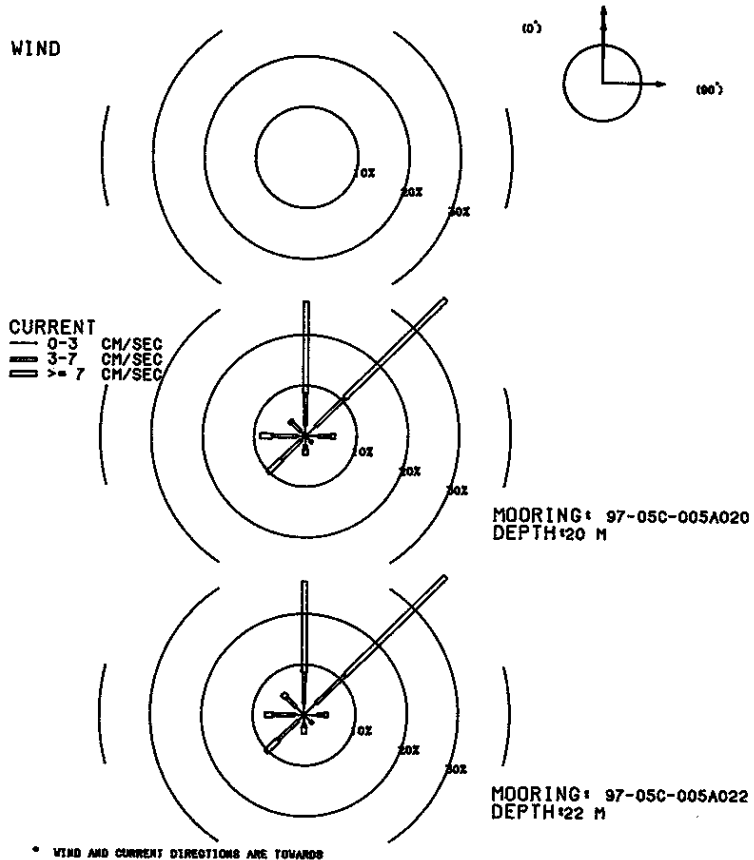 WIND
(0°)
(90°)
10%
20%
30%
CURRENT
0-3 CM/SEC
3-7 CM/SEC
>= 7 CM/SEC
10%
20%
30%
MOORING: 97-05C-005A020
DEPTH:20 M
10%
20%
30%
MOORING: 97-05C-005A022
DEPTH:22 M
* WIND AND CURRENT DIRECTIONS ARE TOWARDS